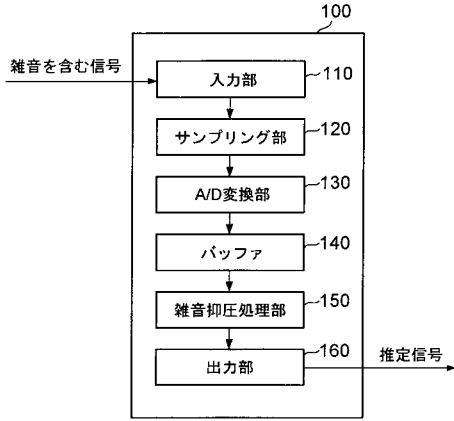 100
雑音を含む信号
入力部
110
サンプリング部
120
A/D変換部
130
バッファ
140
雑音抑圧処理部
150
出力部
160
推定信号